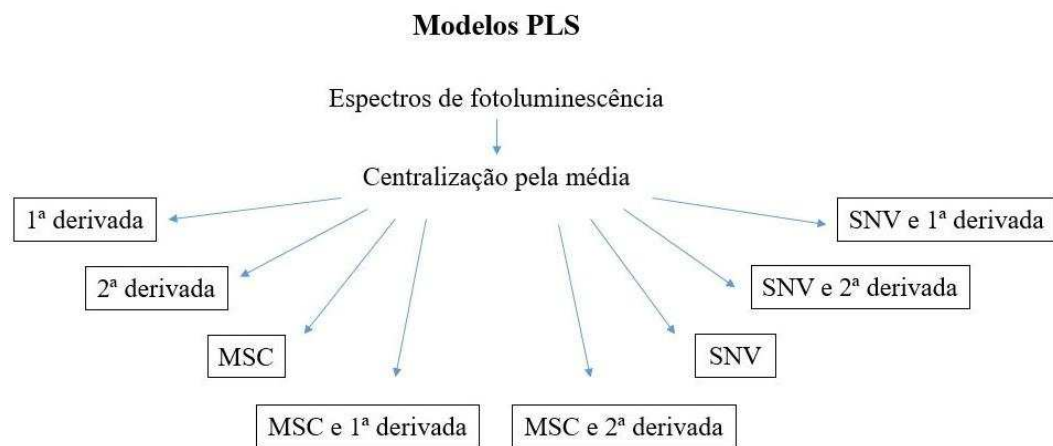 Modelos PLS
Espectros de fotoluminescência
Centralização pela média
1ª derivada
SNV e 1ª derivada
2ª derivada
SNV e 2ª derivada
MSC
SNV
MSC e 1ª derivada
MSC e 2ª derivada